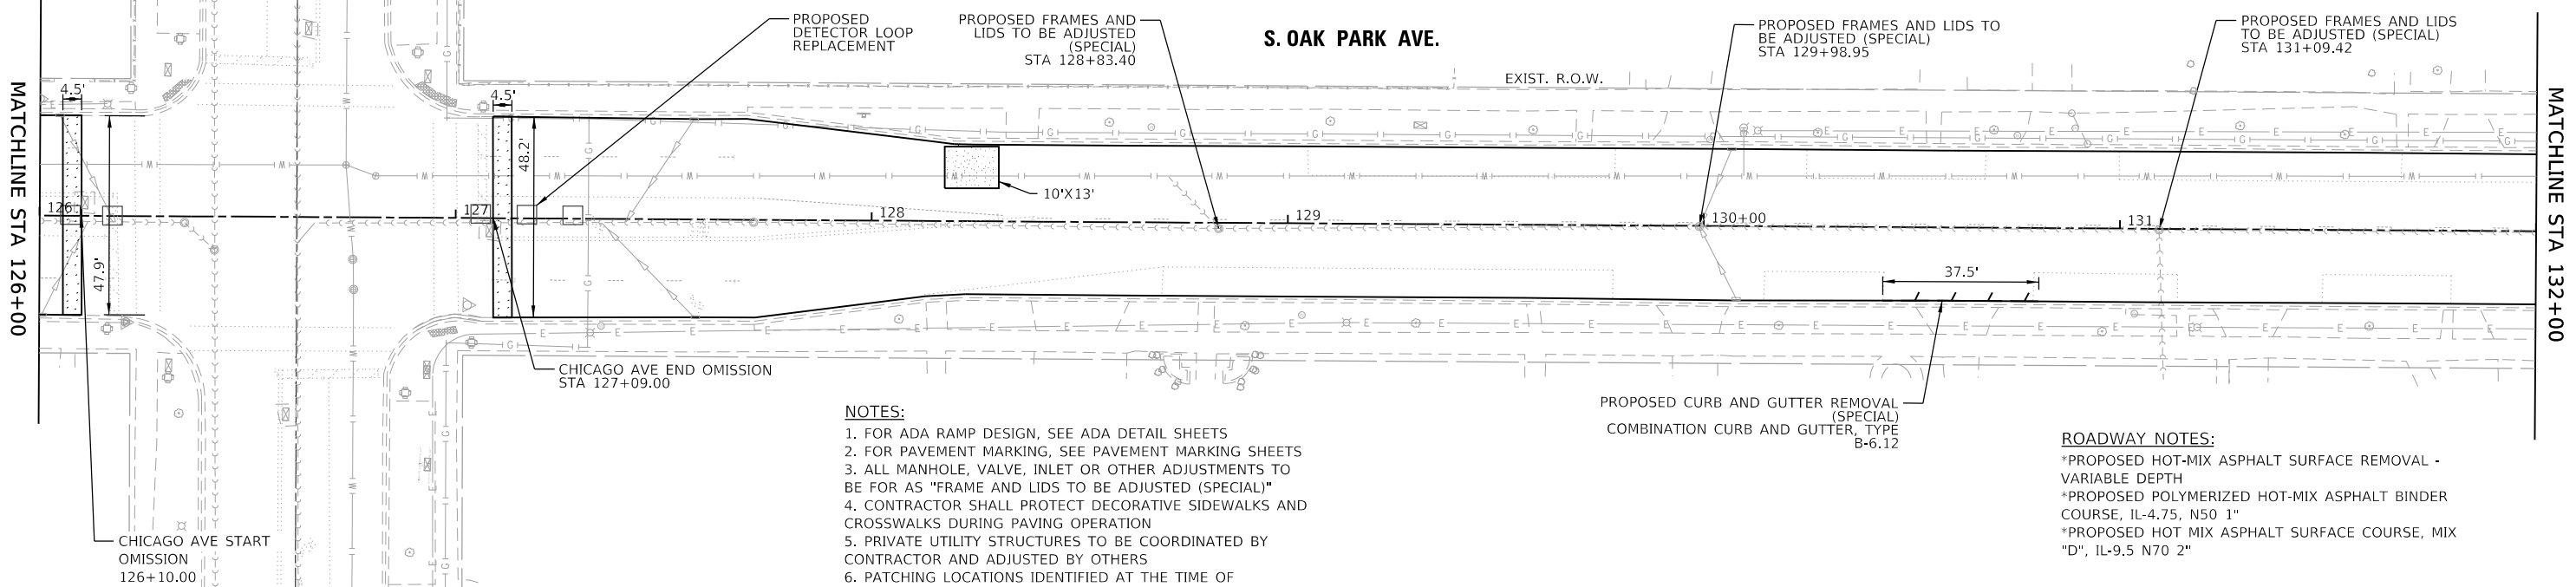 MATCHLINE STA 126+00
4.5'
47.9'
126
CHICAGO AVE START
OMISSION
126+10.00
4.5'
48.2'
127
PROPOSED
DETECTOR LOOP
REPLACEMENT
CHICAGO AVE END OMISSION
STA 127+09.00
128
10'X13'
PROPOSED FRAMES AND
LIDS TO BE ADJUSTED
(SPECIAL)
STA 128+83.40
S. OAK PARK AVE.
129
EXIST. R.O.W.
PROPOSED FRAMES AND LIDS TO
BE ADJUSTED (SPECIAL)
STA 129+98.95
130+00
PROPOSED FRAMES AND LIDS
TO BE ADJUSTED (SPECIAL)
STA 131+09.42
131
37.5'
PROPOSED CURB AND GUTTER REMOVAL
(SPECIAL)
COMBINATION CURB AND GUTTER, TYPE
B-6.12
MATCHLINE STA 132+00
NOTES:
1. FOR ADA RAMP DESIGN, SEE ADA DETAIL SHEETS
2. FOR PAVEMENT MARKING, SEE PAVEMENT MARKING SHEETS
3. ALL MANHOLE, VALVE, INLET OR OTHER ADJUSTMENTS TO
BE FOR AS "FRAME AND LIDS TO BE ADJUSTED (SPECIAL)"
4. CONTRACTOR SHALL PROTECT DECORATIVE SIDEWALKS AND
CROSSWALKS DURING PAVING OPERATION
5. PRIVATE UTILITY STRUCTURES TO BE COORDINATED BY
CONTRACTOR AND ADJUSTED BY OTHERS
6. PATCHING LOCATIONS IDENTIFIED AT THE TIME OF
ROADWAY NOTES:
*PROPOSED HOT-MIX ASPHALT SURFACE REMOVAL -
VARIABLE DEPTH
*PROPOSED POLYMERIZED HOT-MIX ASPHALT BINDER
COURSE, IL-4.75, N50 1"
*PROPOSED HOT MIX ASPHALT SURFACE COURSE, MIX
"D", IL-9.5 N70 2"